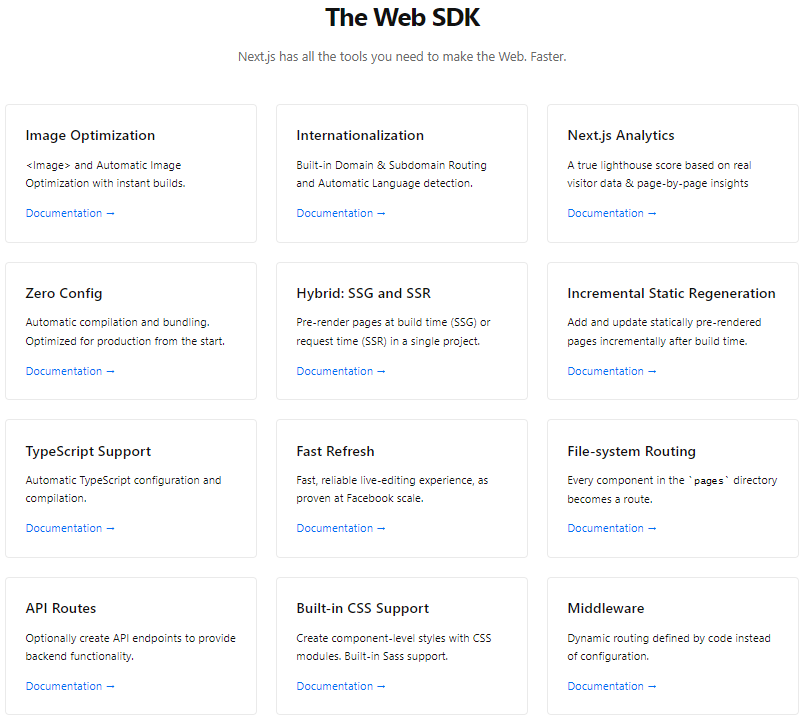 The Web SDK
Next.js has all the tools you need to make the Web. Faster.
Image Optimization
<Image> and Automatic Image
Optimization with instant builds.
Documentation →
Internationalization
Built-in Domain & Subdomain Routing
and Automatic Language detection.
Documentation →
Next.js Analytics
A true lighthouse score based on real
visitor data & page-by-page insights
Documentation →
Zero Config
Automatic compilation and bundling.
Optimized for production from the start.
Documentation →
Hybrid: SSG and SSR
Pre-render pages at build time (SSG) or
request time (SSR) in a single project.
Documentation →
Incremental Static Regeneration
Add and update statically pre-rendered
pages incrementally after build time.
Documentation →
TypeScript Support
Automatic TypeScript configuration and
compilation.
Documentation →
Fast Refresh
Fast, reliable live-editing experience, as
proven at Facebook scale.
Documentation →
File-system Routing
Every component in the `pages` directory
becomes a route.
Documentation →
API Routes
Optionally create API endpoints to provide
backend functionality.
Documentation →
Built-in CSS Support
Create component-level styles with CSS
modules. Built-in Sass support.
Documentation →
Middleware
Dynamic routing defined by code instead
of configuration.
Documentation →